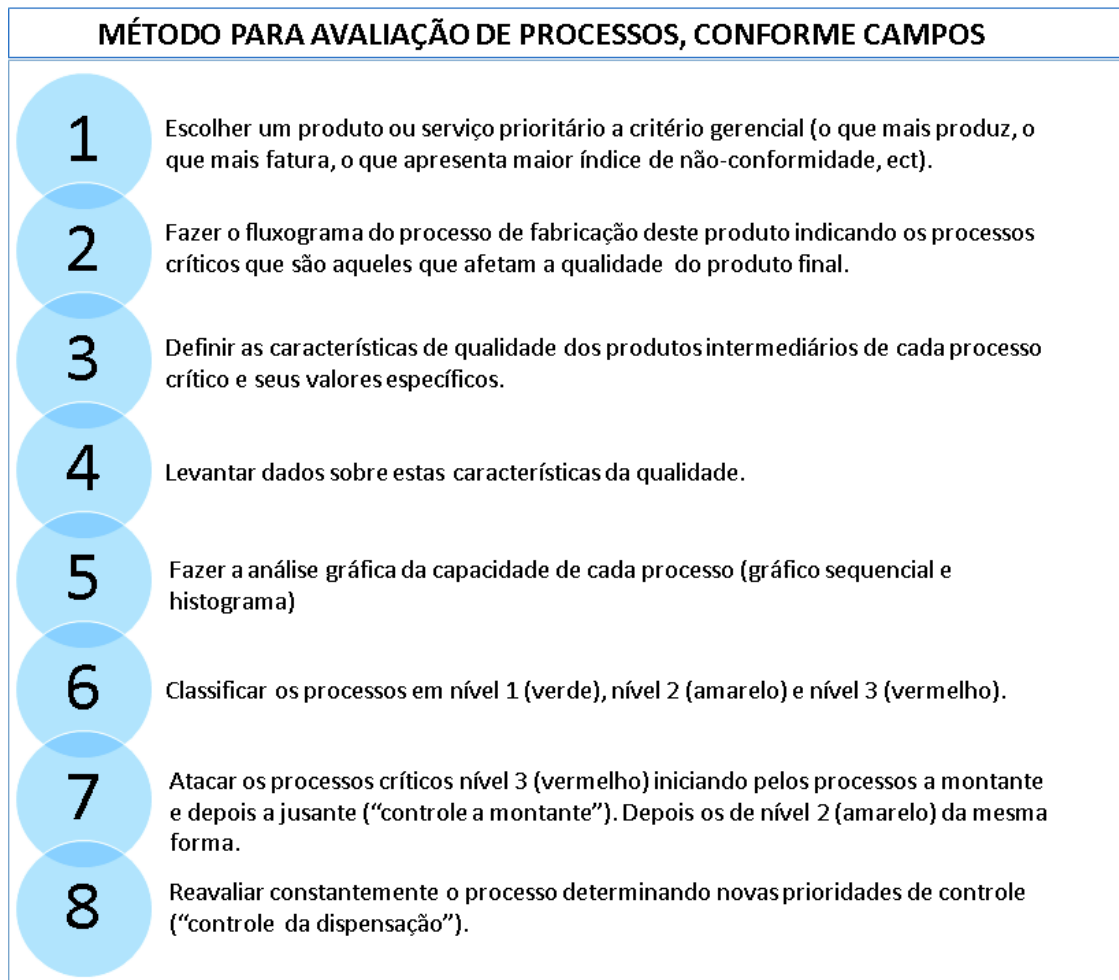 MÉTODO PARA AVALIAÇÃO DE PROCESSOS, CONFORME CAMPOS
1
Escolher um produto ou serviço prioritário a critério gerencial (o que mais produz, o
que mais fatura, o que apresenta maior índice de não-conformidade, ect).
2
Fazer o fluxograma do processo de fabricação deste produto indicando os processos
críticos que são aqueles que afetam a qualidade do produto final.
3
Definir as características de qualidade dos produtos intermediários de cada processo
crítico e seus valores específicos.
4
Levantar dados sobre estas características da qualidade.
5
Fazer a análise gráfica da capacidade de cada processo (gráfico sequencial e
histograma)
6
Classificar os processos em nível 1 (verde), nível 2 (amarelo) e nível 3 (vermelho).
7
Atacar os processos críticos nível 3 (vermelho) iniciando pelos processos a montante
e depois a jusante (“controle a montante”). Depois os de nível 2 (amarelo) da mesma
forma.
8
Reavaliar constantemente o processo determinando novas prioridades de controle
(“controle da dispensação”).